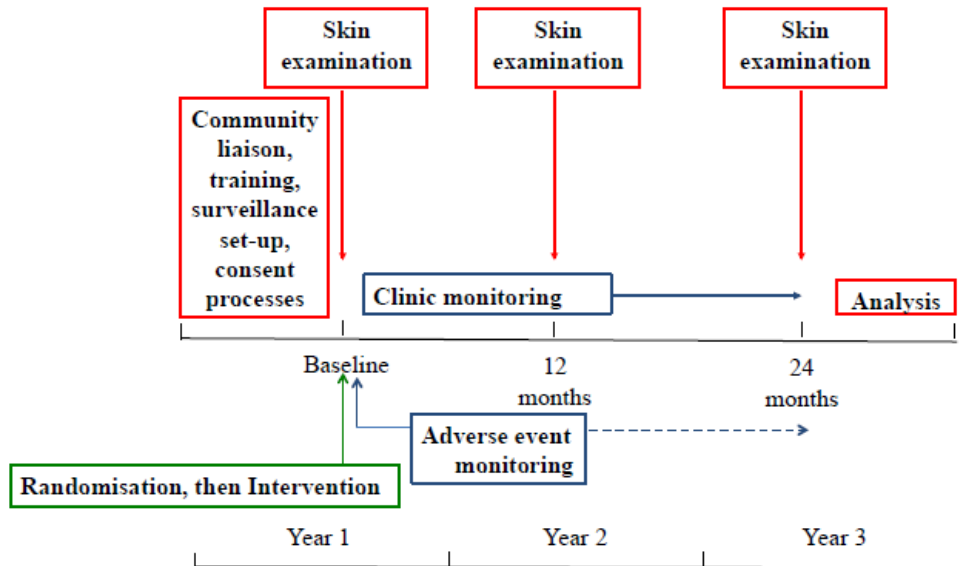 Skin
examination
Skin
examination
Skin
examination
Community
liaison,
training,
surveillance
set-up,
consent
processes
Clinic monitoring
Analysis
Baseline
12
months
24
months
Adverse event
monitoring
Randomisation, then Intervention
Year 1
Year 2
Year 3